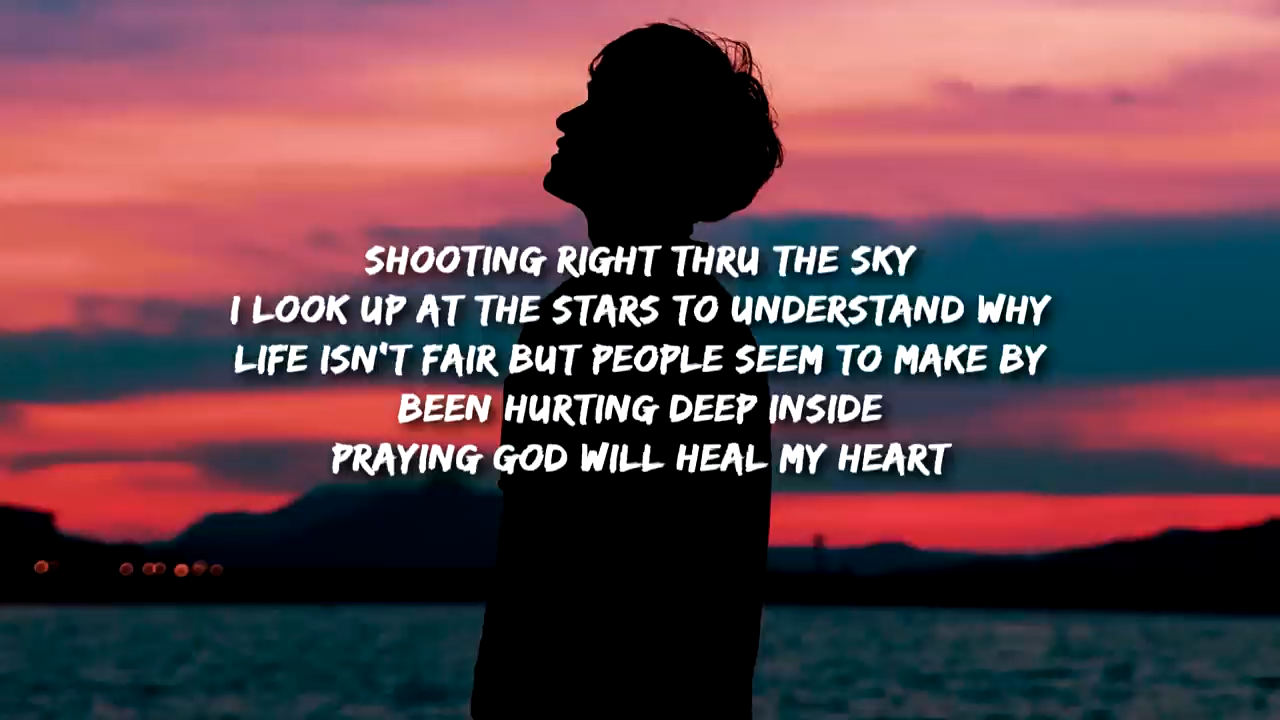 SHOOTING RIGHT THRU THE SKY
I LOOK UP AT THE STARS TO UNDERSTAND WHY
LIFE ISN'T FAIR BUT PEOPLE SEEM TO MAKE BY
BEEN HURTING DEEP INSIDE
PRAYING GOD WILL HEAL MY HEART